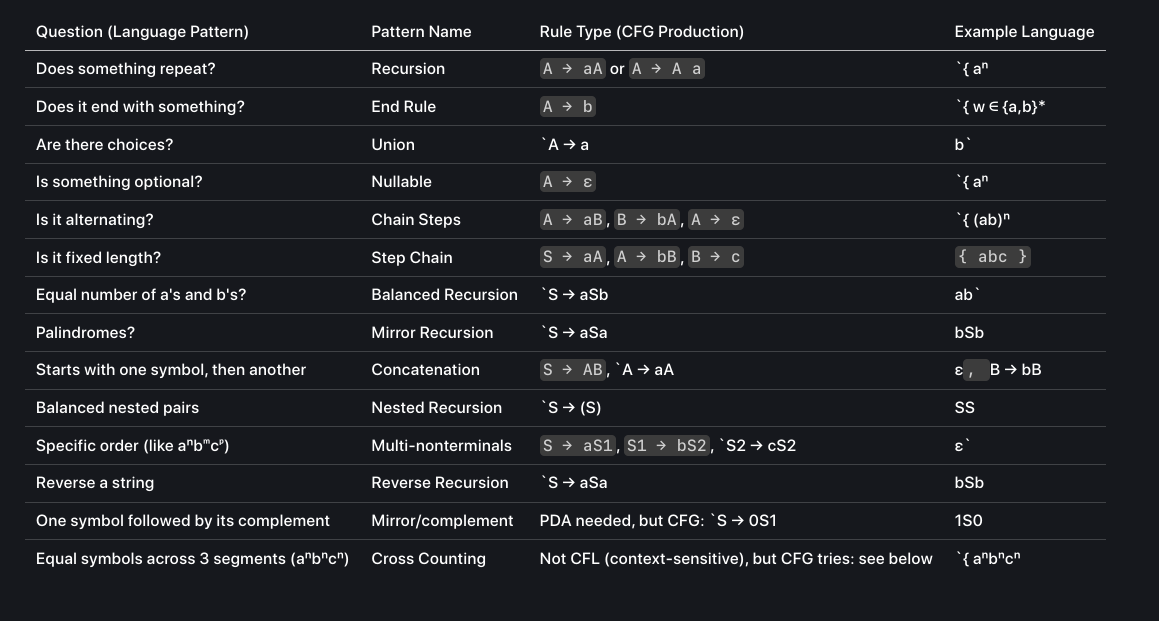 Question (Language Pattern) Pattern Name Rule Type (CFG Production) Example Language
Does something repeat? Recursion A → aA or A → A a `{ aⁿ
Does it end with something? End Rule A → b `{ w ∈ {a,b}*
Are there choices? Union `A → a b`
Is something optional? Nullable A → ε `{ aⁿ
Is it alternating? Chain Steps A → aB, B → bA, A → ε `{ (ab)ⁿ
Is it fixed length? Step Chain S → aA, A → bB, B → c { abc }
Equal number of a's and b's? Balanced Recursion `S → aSb ab`
Palindromes? Mirror Recursion `S → aSa bSb
Starts with one symbol, then another Concatenation S → AB, `A → aA ε, B → bB
Balanced nested pairs Nested Recursion `S → (S) SS
Specific order (like aⁿbᵐcᵖ) Multi-nonterminals S → aS1, S1 → bS2, `S2 → cS2 ε`
Reverse a string Reverse Recursion `S → aSa bSb
One symbol followed by its complement Mirror/complement PDA needed, but CFG: `S → 0S1 1S0
Equal symbols across 3 segments (aⁿbⁿcⁿ) Cross Counting Not CFL (context-sensitive), but CFG tries: see below `{ aⁿbⁿcⁿ